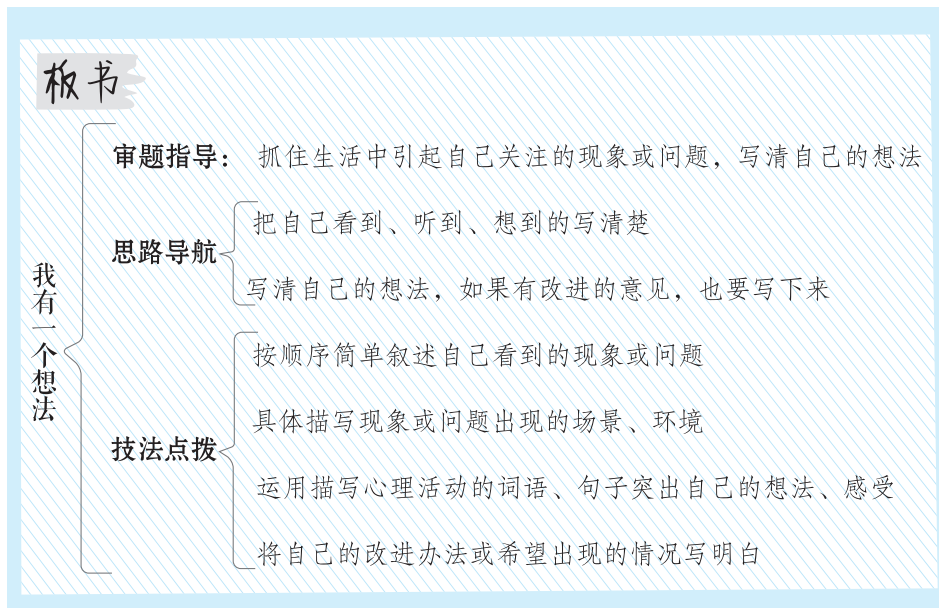 板书
我有一个想法
审题指导：抓住生活中引起自己关注的现象或问题，写清自己的想法
思路导航
把自己看到、听到、想到的写清楚
写清自己的想法，如果有改进的意见，也要写下来
技法点拨
按顺序简单叙述自己看到的现象或问题
具体描写现象或问题出现的场景、环境
运用描写心理活动的词语、句子突出自己的想法、感受
将自己的改进办法或希望出现的情况写明白